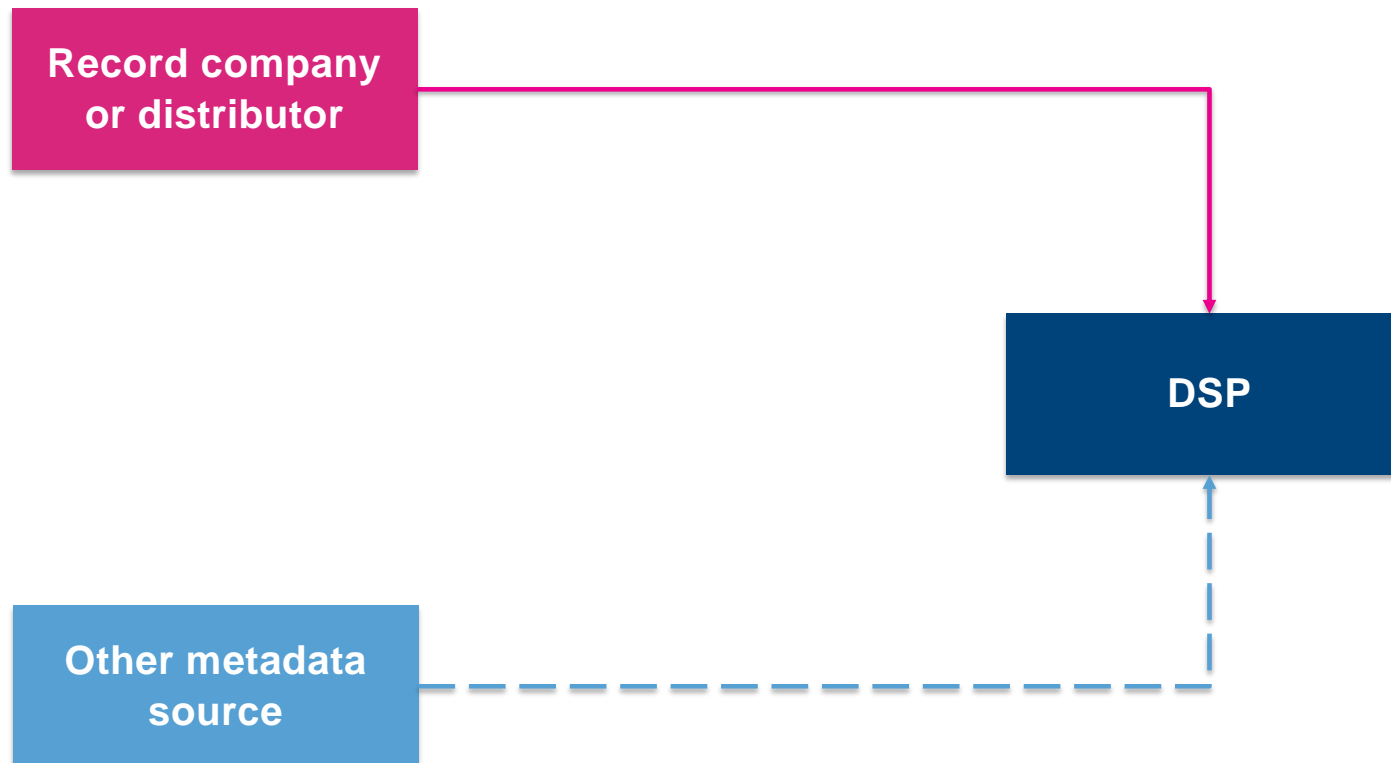 Record company
or distributor
DSP
Other metadata
source